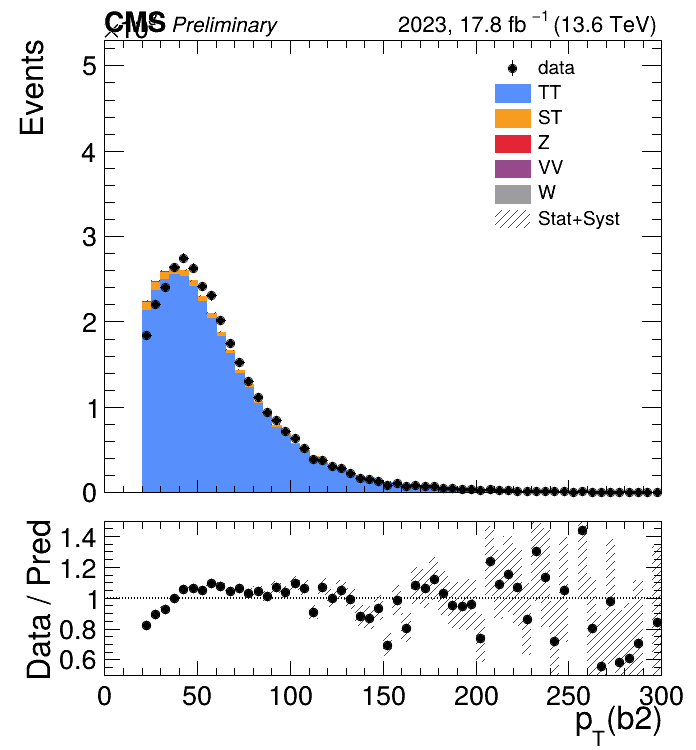 CMS Preliminary
2023, 17.8 fb⁻¹ (13.6 TeV)
Events
5
4
3
2
1
0
data
TT
ST
Z
VV
W
Stat+Syst
Data / Pred
1.4
1.2
1
0.8
0.6
0 50 100 150 200 250 300
p_T(b2)